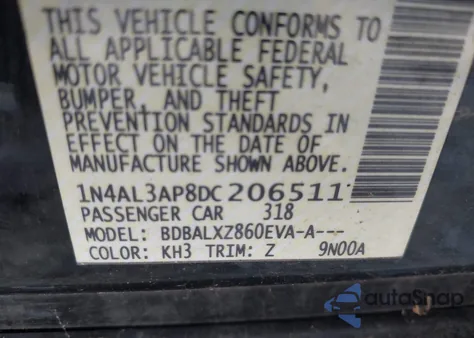 THIS VEHICLE CONFORMS TO
ALL APPLICABLE FEDERAL
MOTOR VEHICLE SAFETY,
BUMPER, AND THEFT
PREVENTION STANDARDS IN
EFFECT ON THE DATE OF
MANUFACTURE SHOWN ABOVE.
1N4AL3AP8DC206511
PASSENGER CAR 318
MODEL: BDBALXZ860EVA-A---
COLOR: KH3 TRIM: Z 9N00A
autoSnap